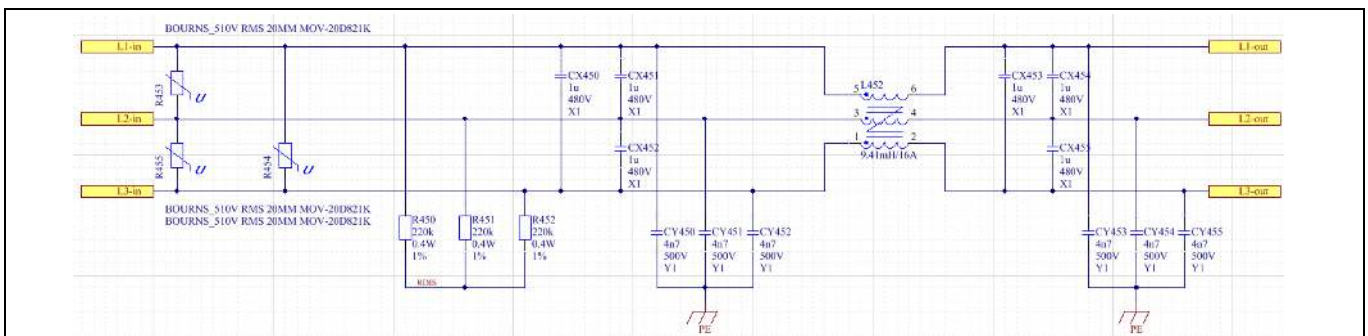 BOURNS_510V RMS 20MM MOV-20D821K
L1-in
L1-out
R453
U
CX450
1u
480V
X1
CX451
1u
480V
X1
L452
5
6
CX453
1u
480V
X1
CX454
1u
480V
X1
L2-in
3
4
L2-out
R455
U
R454
U
CX452
1u
480V
X1
1
2
9.41mH/16A
CX455
1u
480V
X1
L3-in
L3-out
BOURNS_510V RMS 20MM MOV-20D821K
BOURNS_510V RMS 20MM MOV-20D821K
R450
220k
0.4W
1%
R451
220k
0.4W
1%
R452
220k
0.4W
1%
RDIS
CY450
4n7
500V
Y1
CY451
4n7
500V
Y1
CY452
4n7
500V
Y1
CY453
4n7
500V
Y1
CY454
4n7
500V
Y1
CY455
4n7
500V
Y1
PE
PE